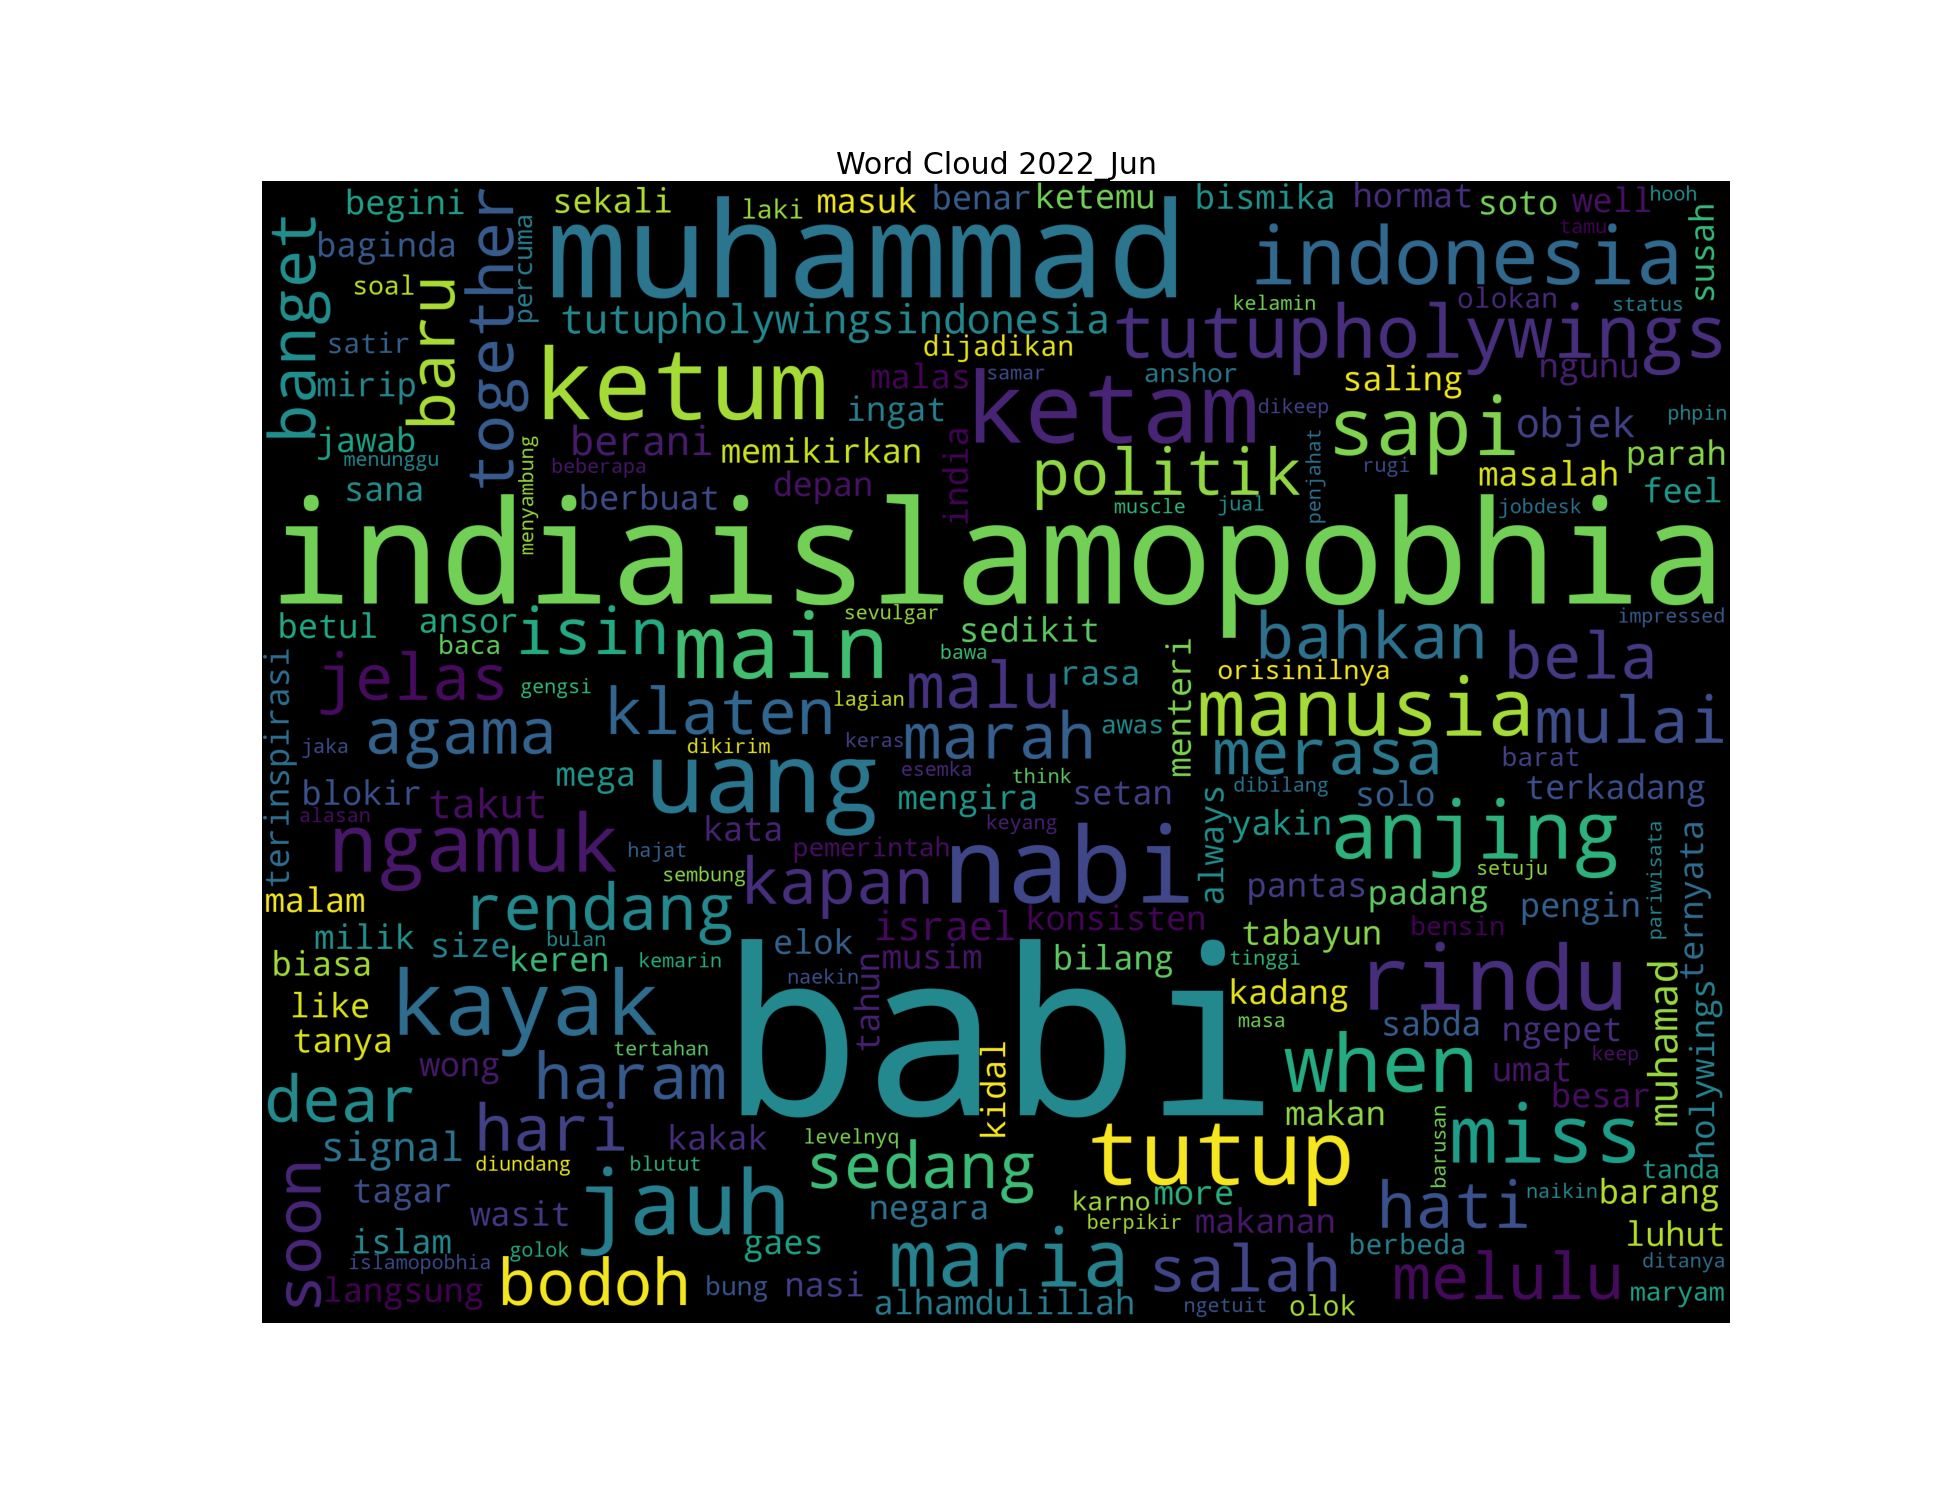 Word Cloud 2022_Jun
begini sekali laki masuk benar ketemu bismika hormat soto well hooh
banget baginda together percuma muhammad indonesia tamu susah
soal baru tutupholywingsindonesia kelamin olokan status
satir ketum dijadikan tutupholywings
mirip malas samar anshor saling ngunu
ingat ketam dikeep sapi objek phpin
jawab berani memikirkan india politik penjahat rugi masalah parah
menunggu menyambung beberapa
sana berbuat depan muscle jual jobdesk feel
indiaislamopobhia
betul ansor isin main sevulgar sedikit bahkan bela impressed
baca bawa menteri
terinspirasi jelas gengsi malu rasa orisinilnya
klaten lagian manusia mulai
agama marah awas
jaka dikirim keras merasa barat
mega uang esemka think
blokir takut mengira setan always dibilang solo terkadang
alasan ngamuk kata keyang yakin anjing pariwisata ternyata
hajat pemerintah
sembung kapan nabi setuju
malam rendang pantas padang pengin
israel konsisten bensin
milik size bulan elok tabayun
biasa keren kemarin musim bilang tinggi rindu
naekin tahun
like kayak babi kadang muhamad holywings
tanya masa sabda ngepet
wong tertahan kidal when keep
haram umat
dear besar
hari makan
signal kakak levelnyq tutup barusan miss
diundang blutut sedang tanda
soon tagar jauh karno more hati naikin barang
wasit negara berpikir makanan
islam gaes luhut
islamopobhia golok maria salah berbeda ditanya
langsung bodoh bung nasi melulu maryam
alhamdulillah ngetuit olok